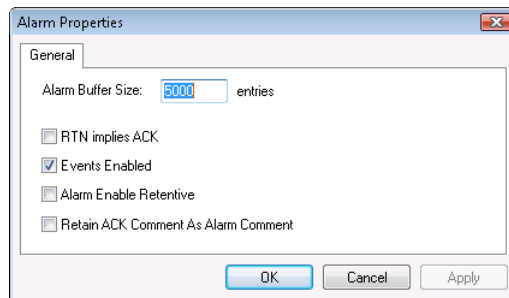 Alarm Properties
General
Alarm Buffer Size: 5000 entries
RTN implies ACK
Events Enabled
Alarm Enable Retentive
Retain ACK Comment As Alarm Comment
OK Cancel Apply